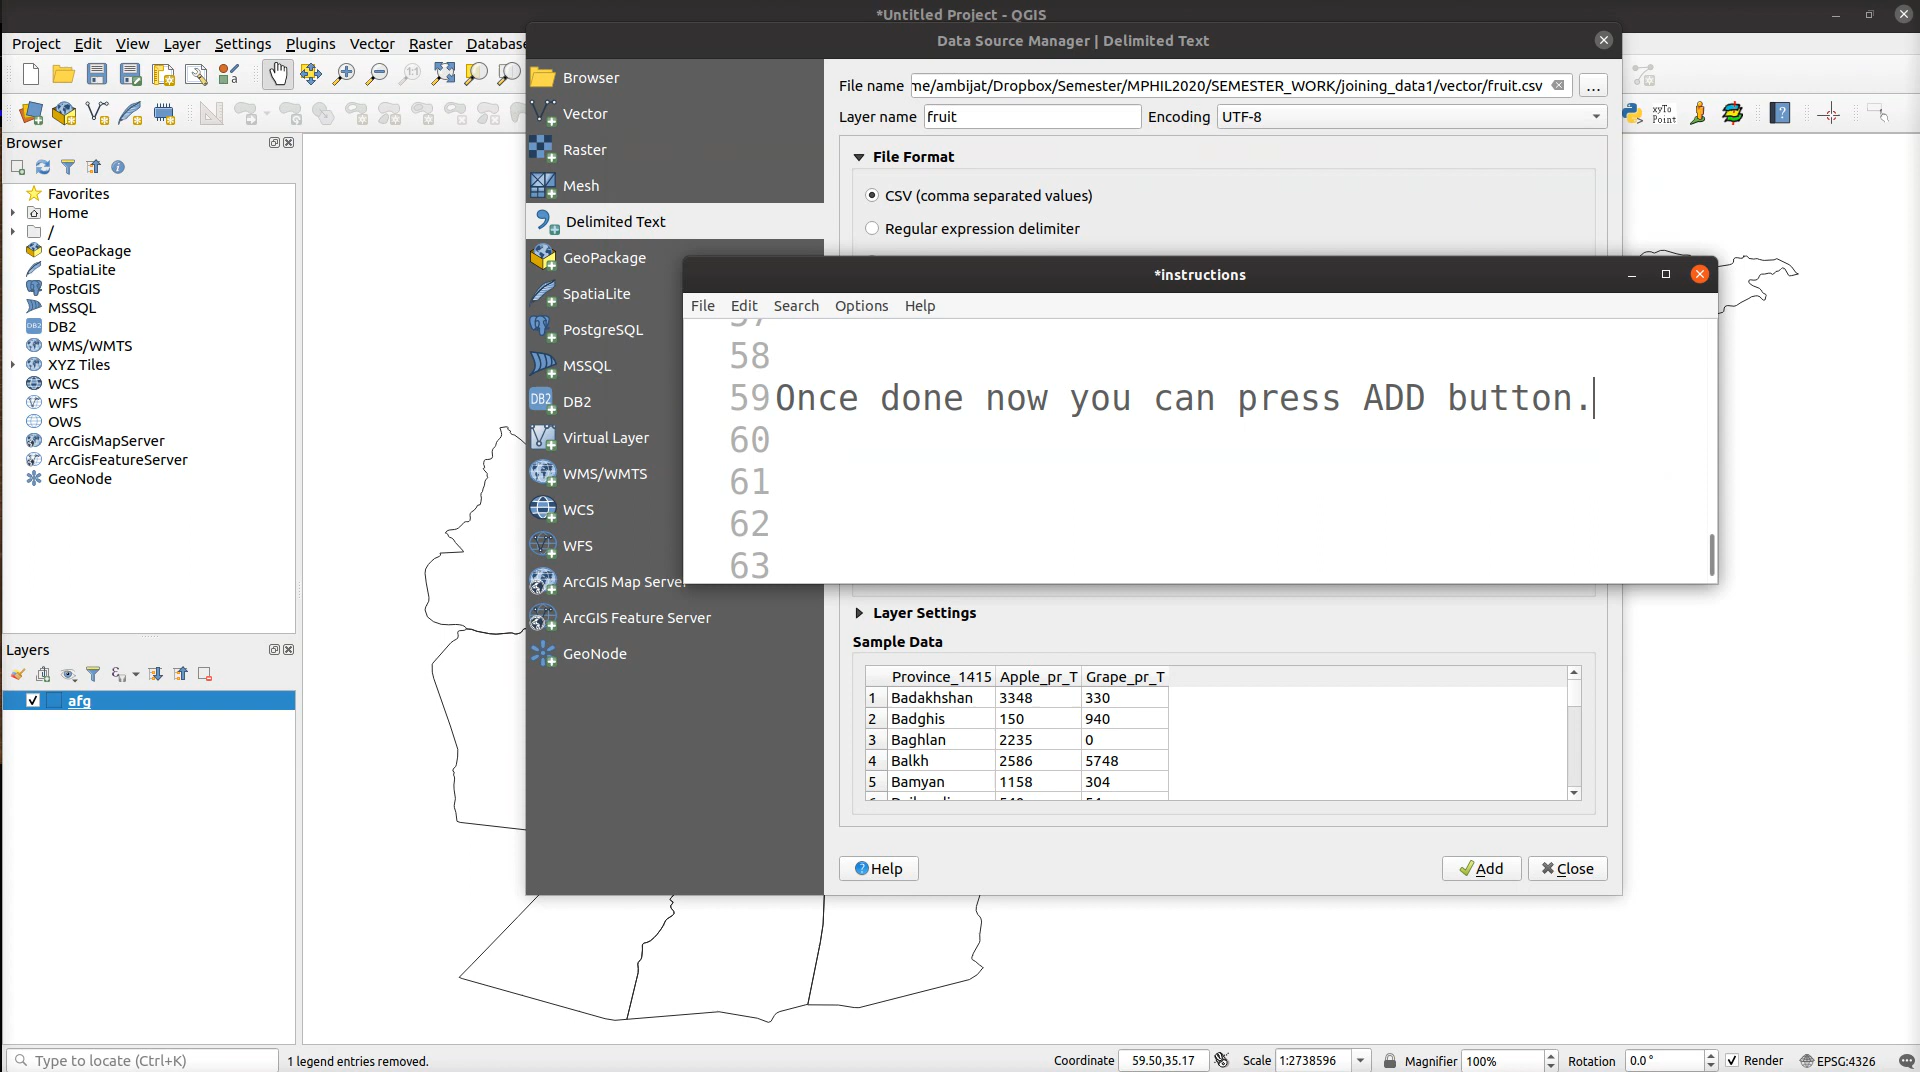 *Untitled Project - QGIS
Project Edit View Layer Settings Plugins Vector Raster Database
Data Source Manager | Delimited Text
Browser
Vector
Raster
Mesh
Delimited Text
GeoPackage
SpatiaLite
PostgreSQL
MSSQL
DB2
Virtual Layer
WMS/WMTS
WCS
WFS
ArcGIS Map Server
ArcGIS Feature Server
GeoNode
File name me/ambijat/Dropbox/Semester/MPHIL2020/SEMESTER_WORK/joining_data1/vector/fruit.csv ...
Layer name fruit Encoding UTF-8
File Format
CSV (comma separated values)
Regular expression delimiter
xyTo
Point
*instructions
File Edit Search Options Help
57
58
59 Once done now you can press ADD button.
60
61
62
63
Layer Settings
Sample Data
Province_1415 Apple_pr_T Grape_pr_T
1 Badakhshan 3348 330
2 Badghis 150 940
3 Baghlan 2235 0
4 Balkh 2586 5748
5 Bamyan 1158 304
Help Add Close
Browser
Favorites
Home
/
GeoPackage
SpatiaLite
PostGIS
MSSQL
DB2
WMS/WMTS
XYZ Tiles
WCS
WFS
OWS
ArcGisMapServer
ArcGisFeatureServer
GeoNode
Layers
afg
Type to locate (Ctrl+K) 1 legend entries removed. Coordinate 59.50,35.17 Scale 1:2738596 Magnifier 100% Rotation 0.0 ° Render EPSG:4326